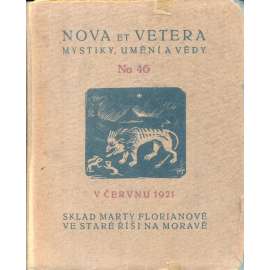 NOVA ET VETERA
MYSTIKY, UMĚNÍ A VĚDY.
No 46
V ČERVNU 1921
SKLAD MARTY FLORIANOVÉ
VE STARÉ ŘÍŠI NA MORAVĚ